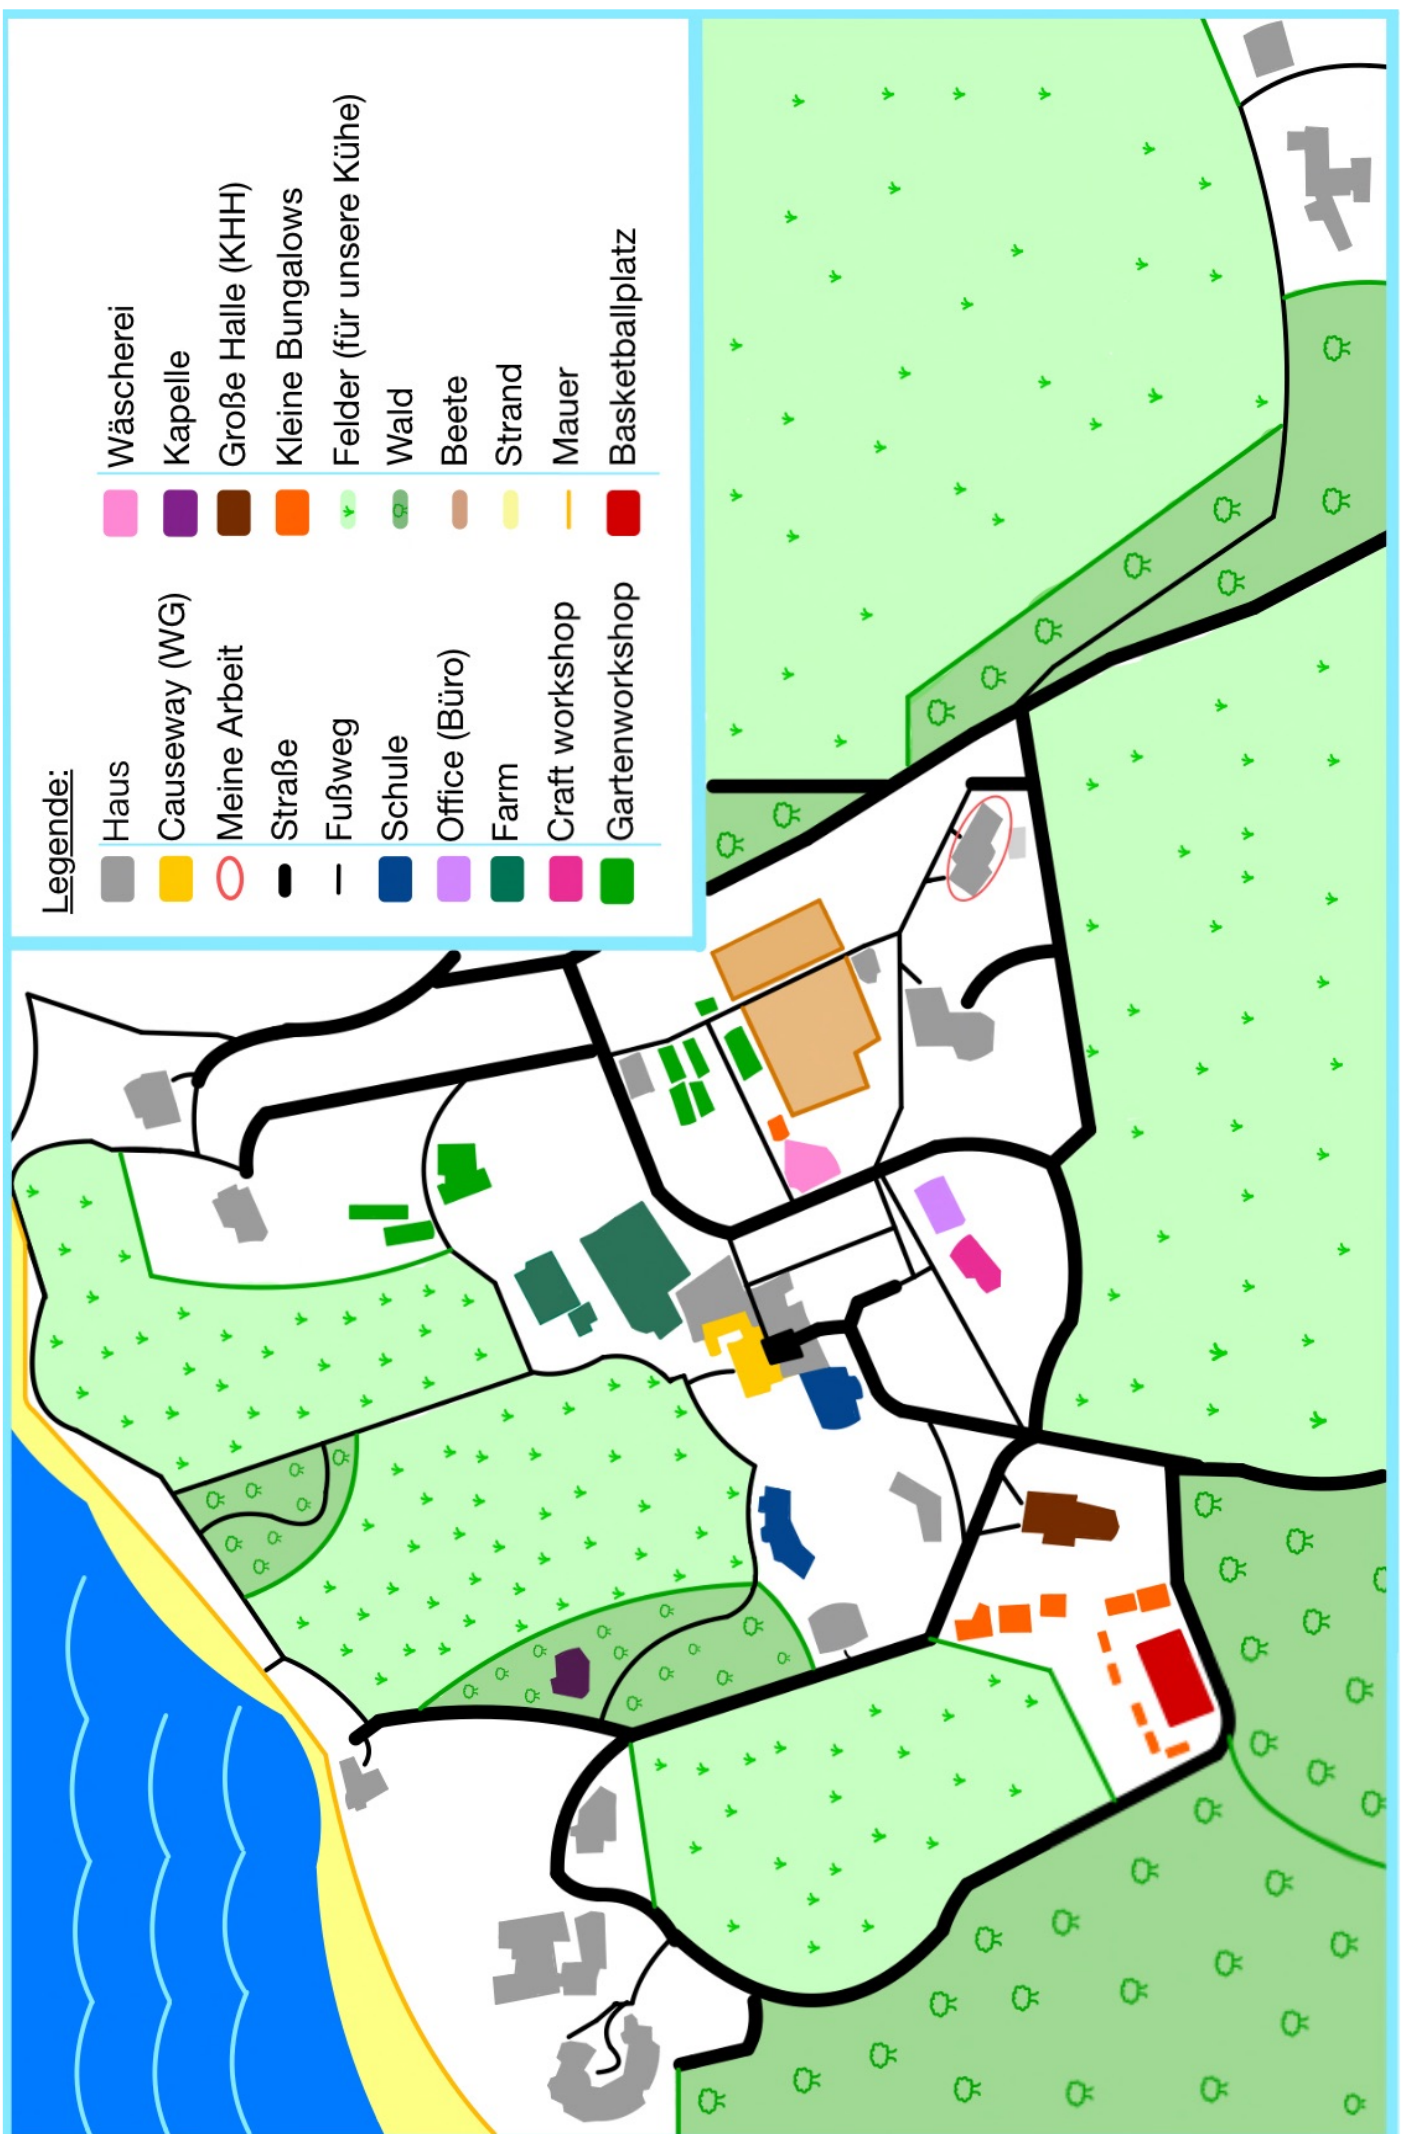 Legende:
Haus
Causeway (WG)
Meine Arbeit
Straße
Fußweg
Schule
Office (Büro)
Farm
Craft workshop
Gartenworkshop
Wäscherei
Kapelle
Große Halle (KHH)
Kleine Bungalows
Felder (für unsere Kühe)
Wald
Beete
Strand
Mauer
Basketballplatz